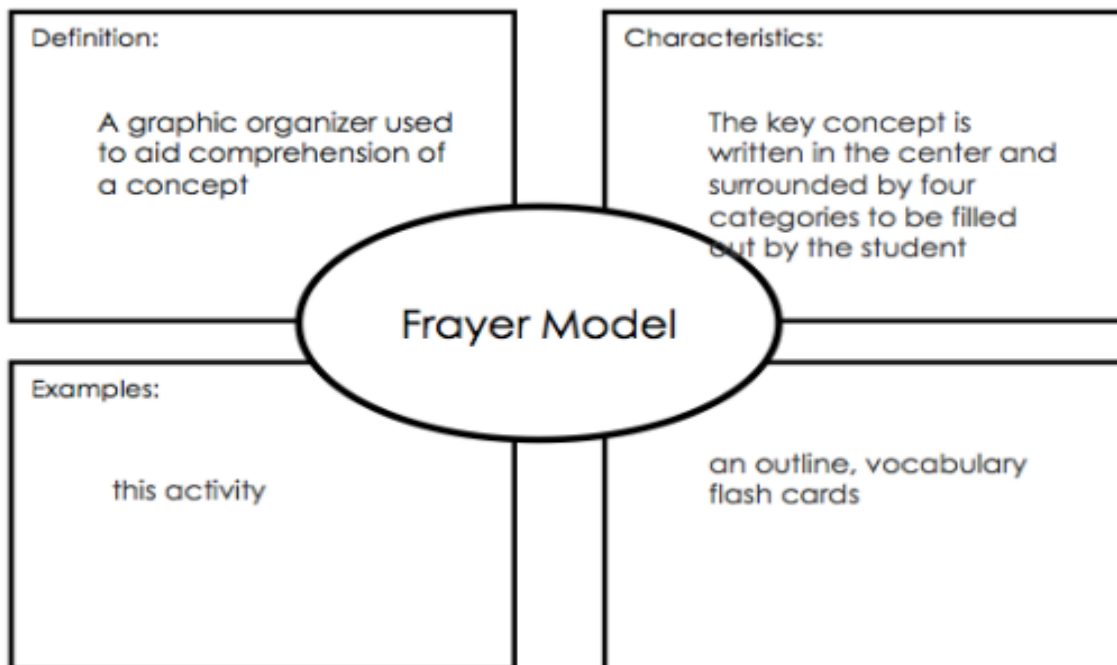 Definition:
A graphic organizer used
to aid comprehension of
a concept
Characteristics:
The key concept is
written in the center and
surrounded by four
categories to be filled
out by the student
Frayer Model
Examples:
this activity
an outline, vocabulary
flash cards